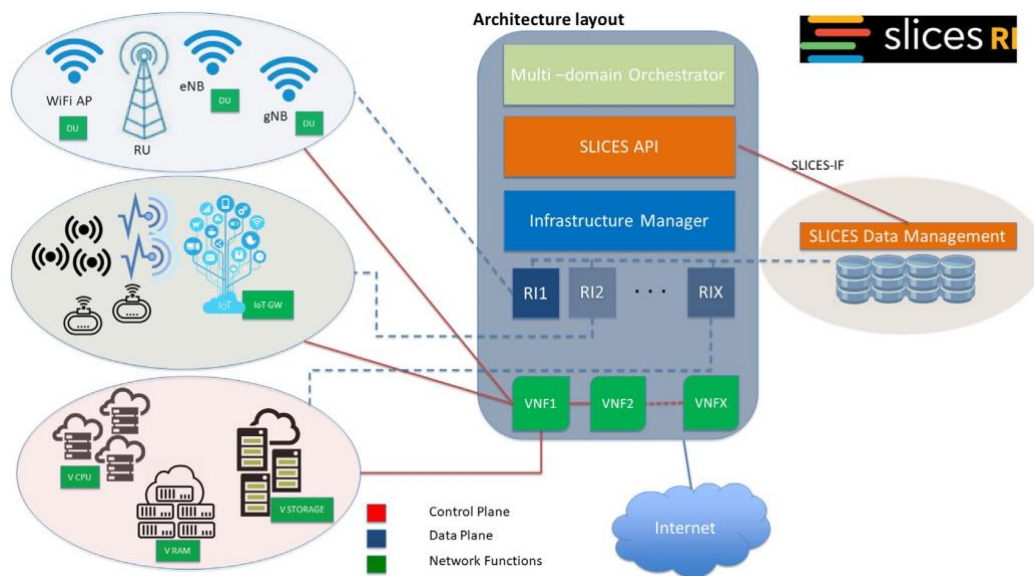 Architecture layout
slices RI
WiFi AP
DU
RU
eNB
DU
gNB
DU
Multi –domain Orchestrator
SLICES API
SLICES-IF
Infrastructure Manager
SLICES Data Management
RI1
RI2
· · ·
RIX
IoT
IoT GW
VNF1
VNF2
VNFX
V CPU
V RAM
V STORAGE
Control Plane
Data Plane
Network Functions
Internet